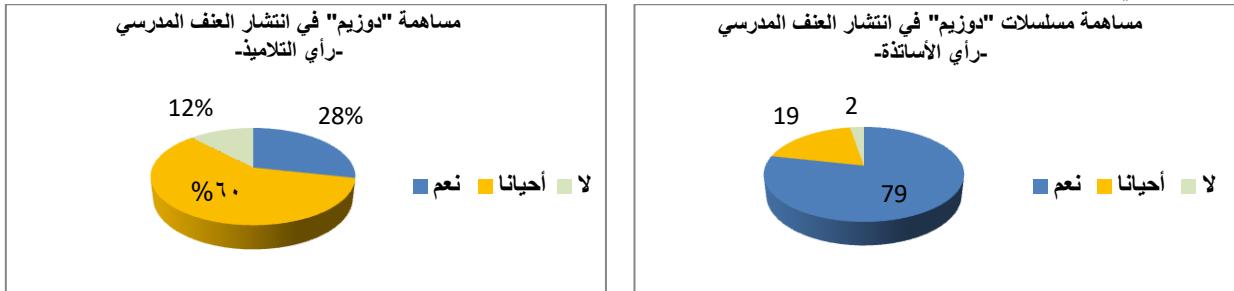 مساهمة مسلسلات "دوزيم" في انتشار العنف المدرسي
-رأي الأساتذة-
2
19
79
نعم أحيانا لا
مساهمة "دوزيم" في انتشار العنف المدرسي
-رأي التلاميذ-
28%
12%
%٦٠
نعم أحيانا لا